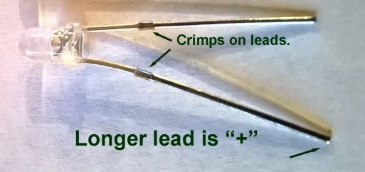 Crimps on leads.
Longer lead is “+”